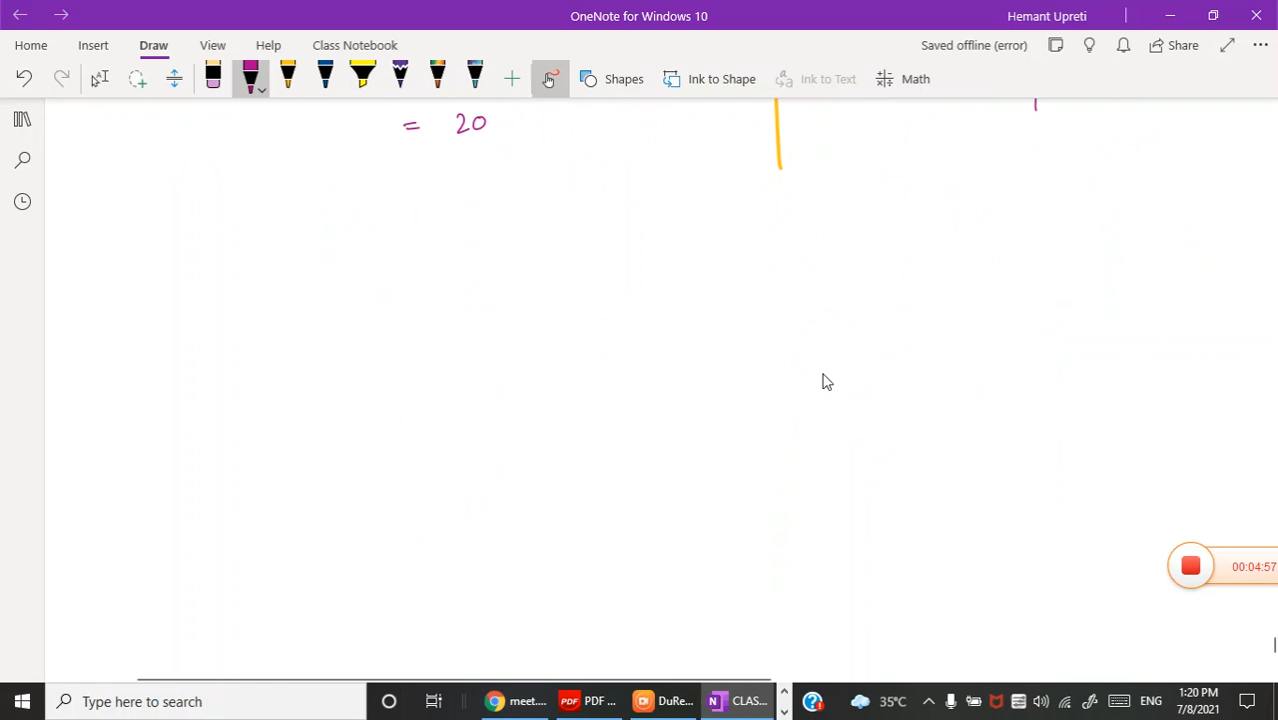 OneNote for Windows 10
Hemant Upreti
Home Insert Draw View Help Class Notebook
Saved offline (error)
Share
Shapes
Ink to Shape
Ink to Text
Math
= 20
00:04:57
Type here to search
meet....
PDF ...
DuRe...
CLAS...
35°C
ENG
1:20 PM
7/8/2021